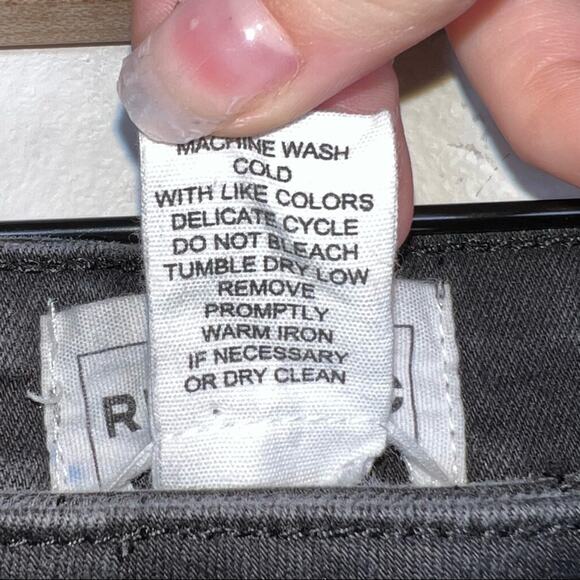 MACHINE WASH
COLD
WITH LIKE COLORS
DELICATE CYCLE
DO NOT BLEACH
TUMBLE DRY LOW
REMOVE
PROMPTLY
WARM IRON
IF NECESSARY
OR DRY CLEAN